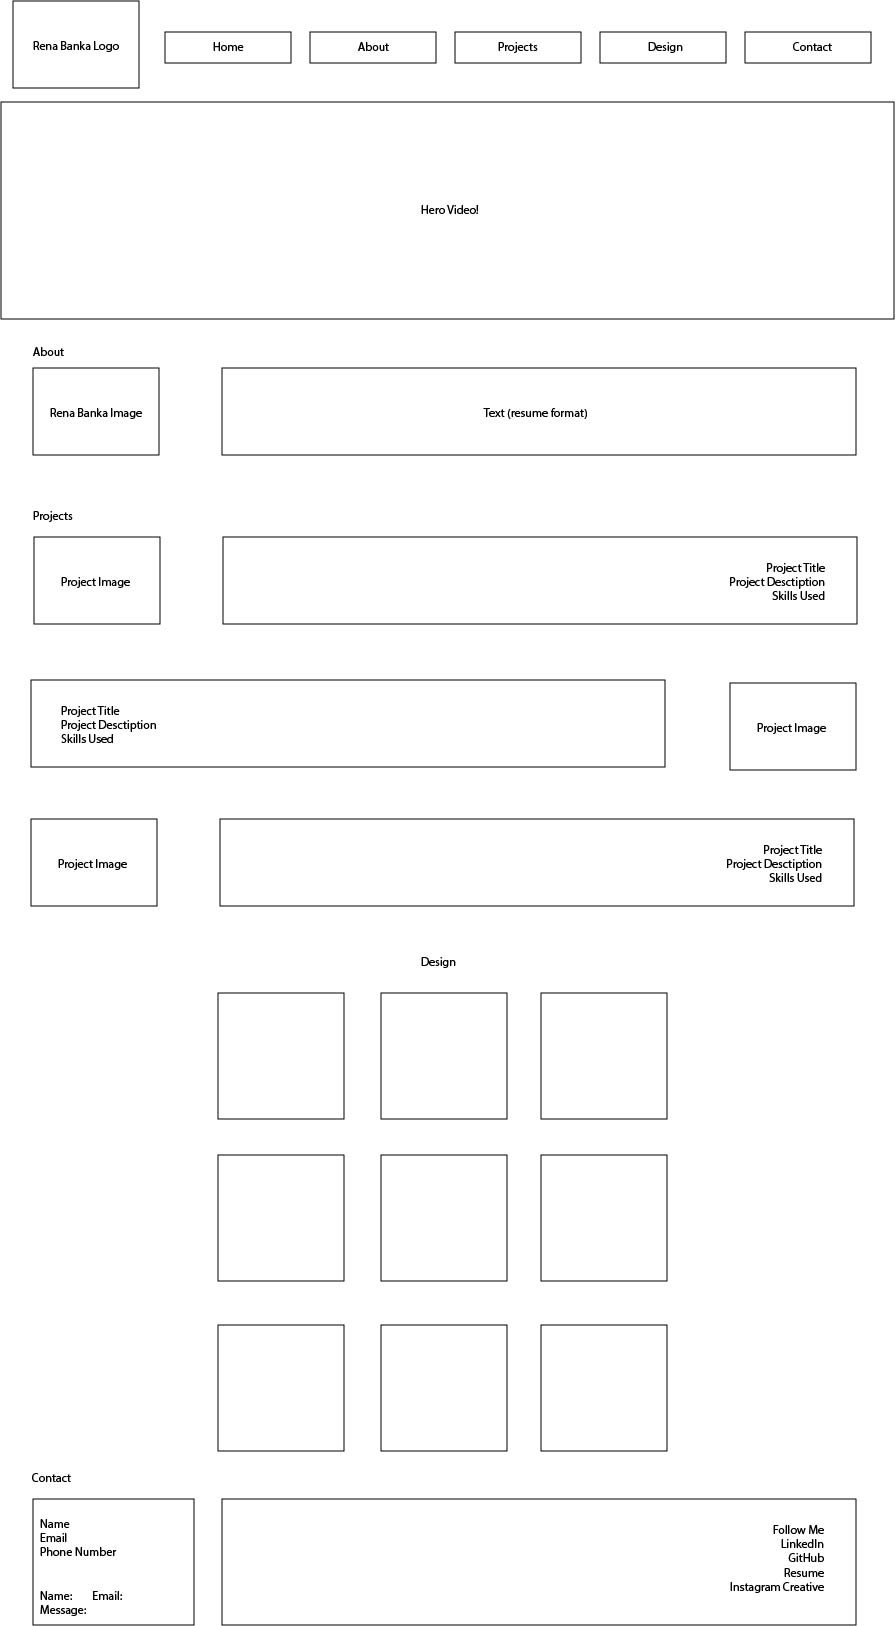 Rena Banka Logo
Home
About
Projects
Design
Contact
Hero Video!
About
Rena Banka Image
Text (resume format)
Projects
Project Image
Project Title
Project Desctiption
Skills Used
Project Title
Project Desctiption
Skills Used
Project Image
Project Image
Project Title
Project Desctiption
Skills Used
Design
Contact
Name
Email
Phone Number
Name: Email:
Message:
Follow Me
LinkedIn
GitHub
Resume
Instagram Creative